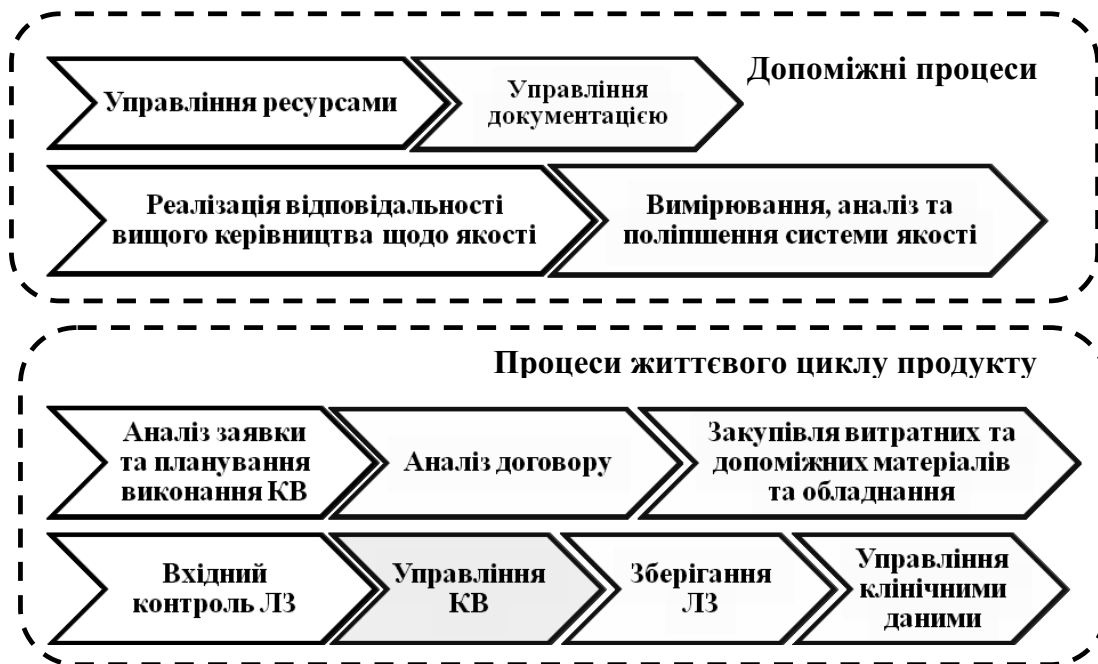 Допоміжні процеси
Управління ресурсами
Управління
документацією
Реалізація відповідальності
вищого керівництва щодо якості
Вимірювання, аналіз та
поліпшення системи якості
Процеси життєвого циклу продукту
Аналіз заявки
та планування
виконання КВ
Аналіз договору
Закупівля витратних та
допоміжних матеріалів
та обладнання
Вхідний
контроль ЛЗ
Управління
КВ
Зберігання
ЛЗ
Управління
клінічними
даними